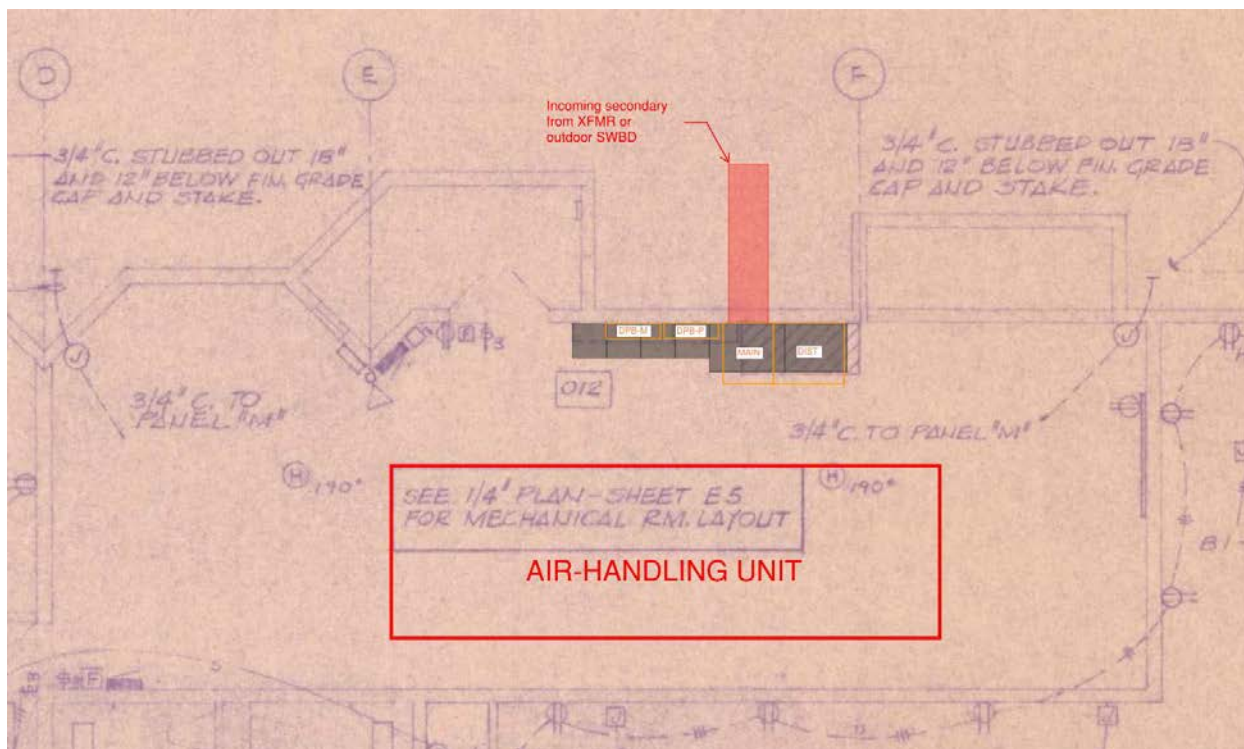 D
E
F
Incoming secondary
from XFMR or
outdoor SWBD
3/4"C. STUBBED OUT 18"
AND 12" BELOW FIN. GRADE
CAP AND STAKE.
3/4"C. STUBBED OUT 18"
AND 12" BELOW FIN. GRADE
CAP AND STAKE.
DPB-M
DPB-P
MAIN
DIST
3
J
J
012
3/4"C. TO
PANEL "M"
3/4"C. TO PANEL "M"
H 190°
H 190°
SEE 1/4" PLAN-SHEET E5
FOR MECHANICAL RM. LAYOUT
AIR-HANDLING UNIT
B1
F